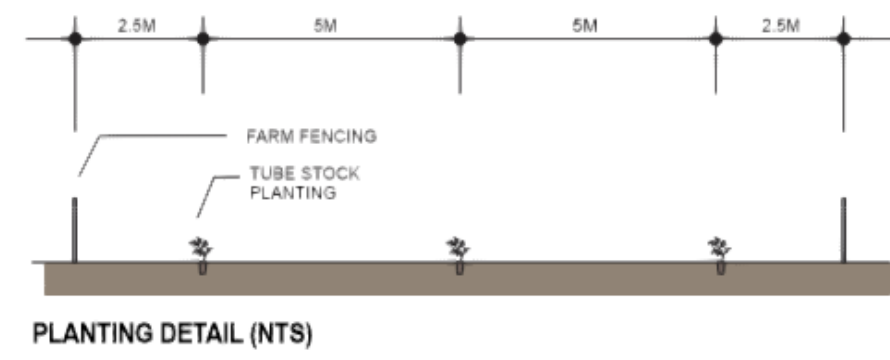 2.5M 5M 5M 2.5M
FARM FENCING
TUBE STOCK
PLANTING
PLANTING DETAIL (NTS)